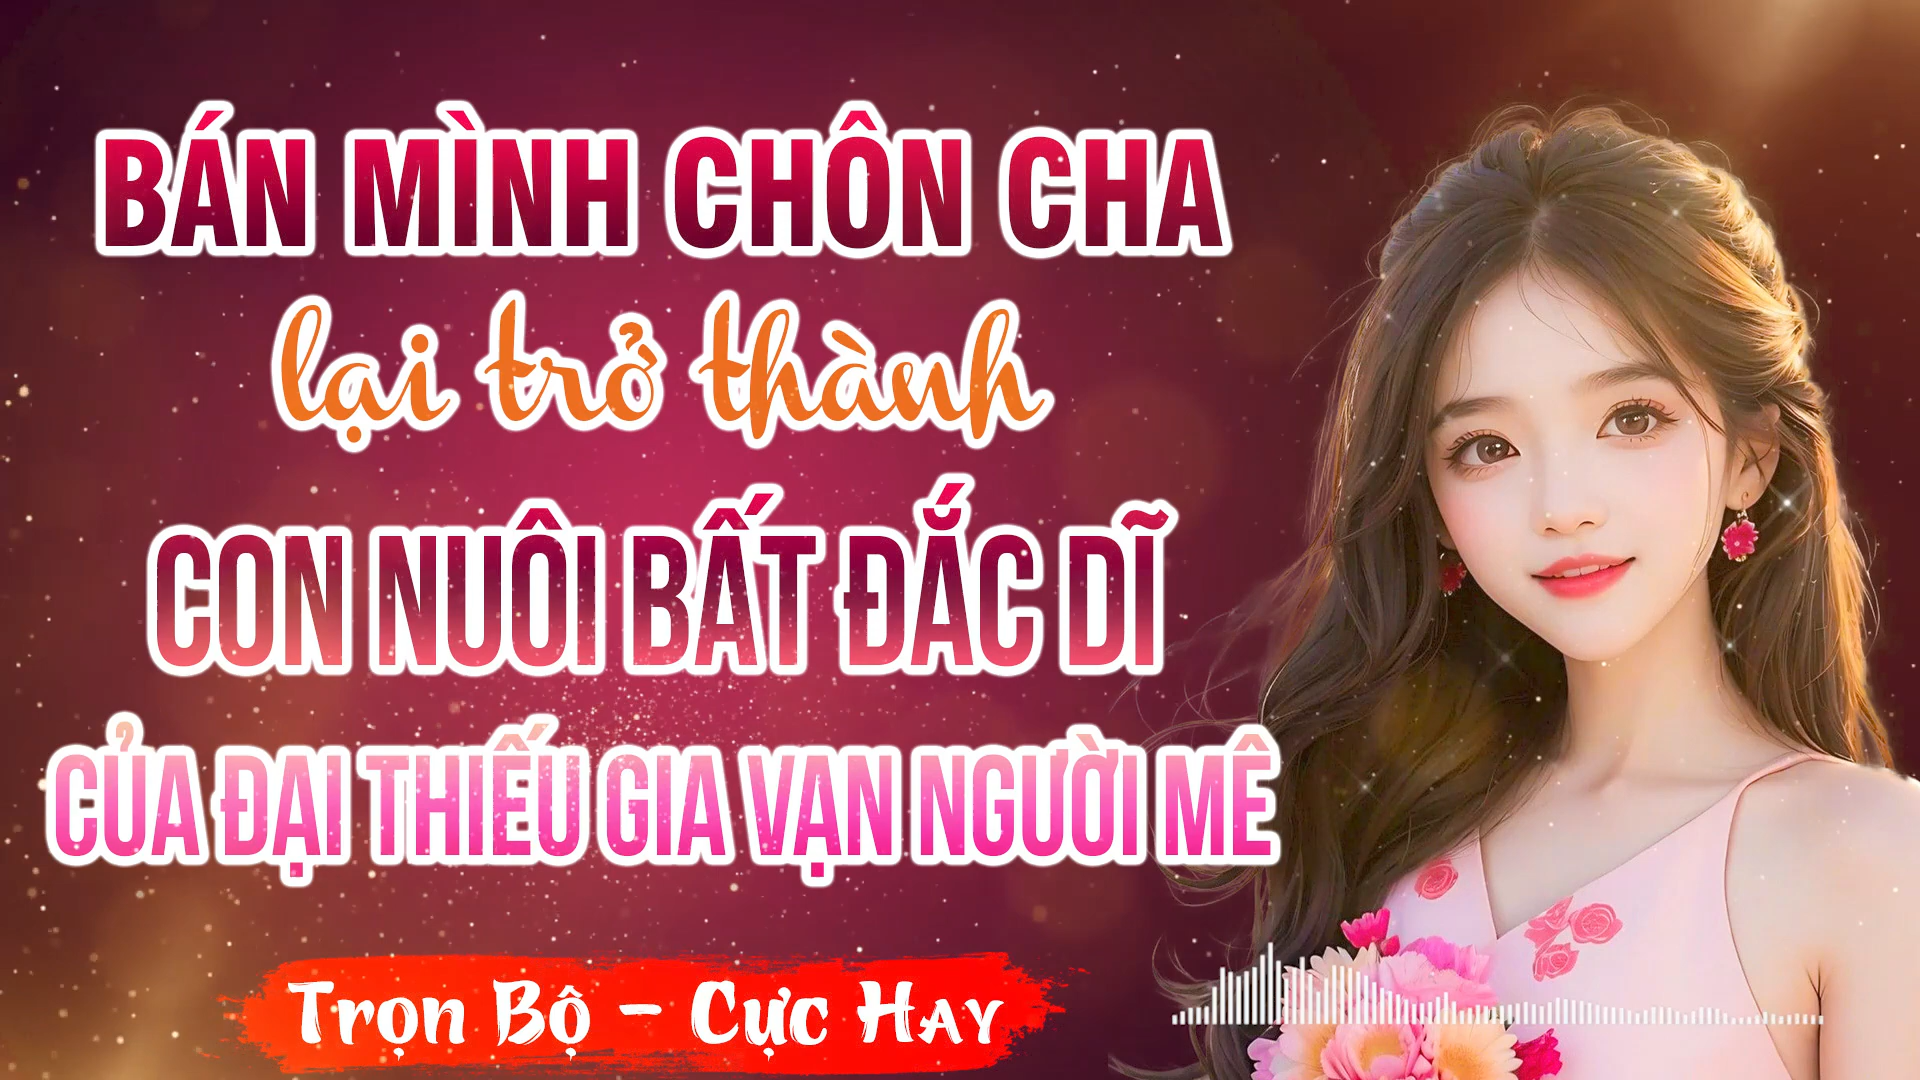 BÁN MÌNH CHÔN CHA
lại trở thành
CON NUÔI BẤT ĐẮC DĨ
CỦA ĐẠI THIẾU GIA VẠN NGƯỜI MÊ
Trọn Bộ - Cực Hay